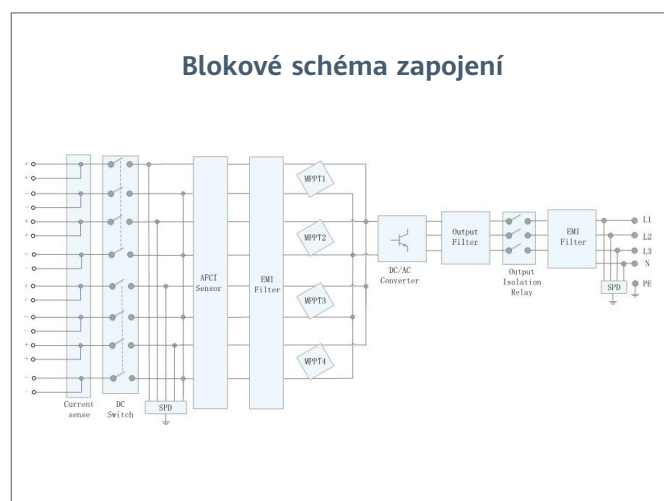 Blokové schéma zapojení
+
+
-
-
+
+
-
-
+
+
-
-
+
+
-
-
Current
sense
DC
Switch
SPD
AFCI
Sensor
EMI
Filter
MPPT1
MPPT2
MPPT3
MPPT4
DC/AC
Converter
Output
Filter
Output
Isolation
Relay
EMI
Filter
SPD
L1
L2
L3
N
PE